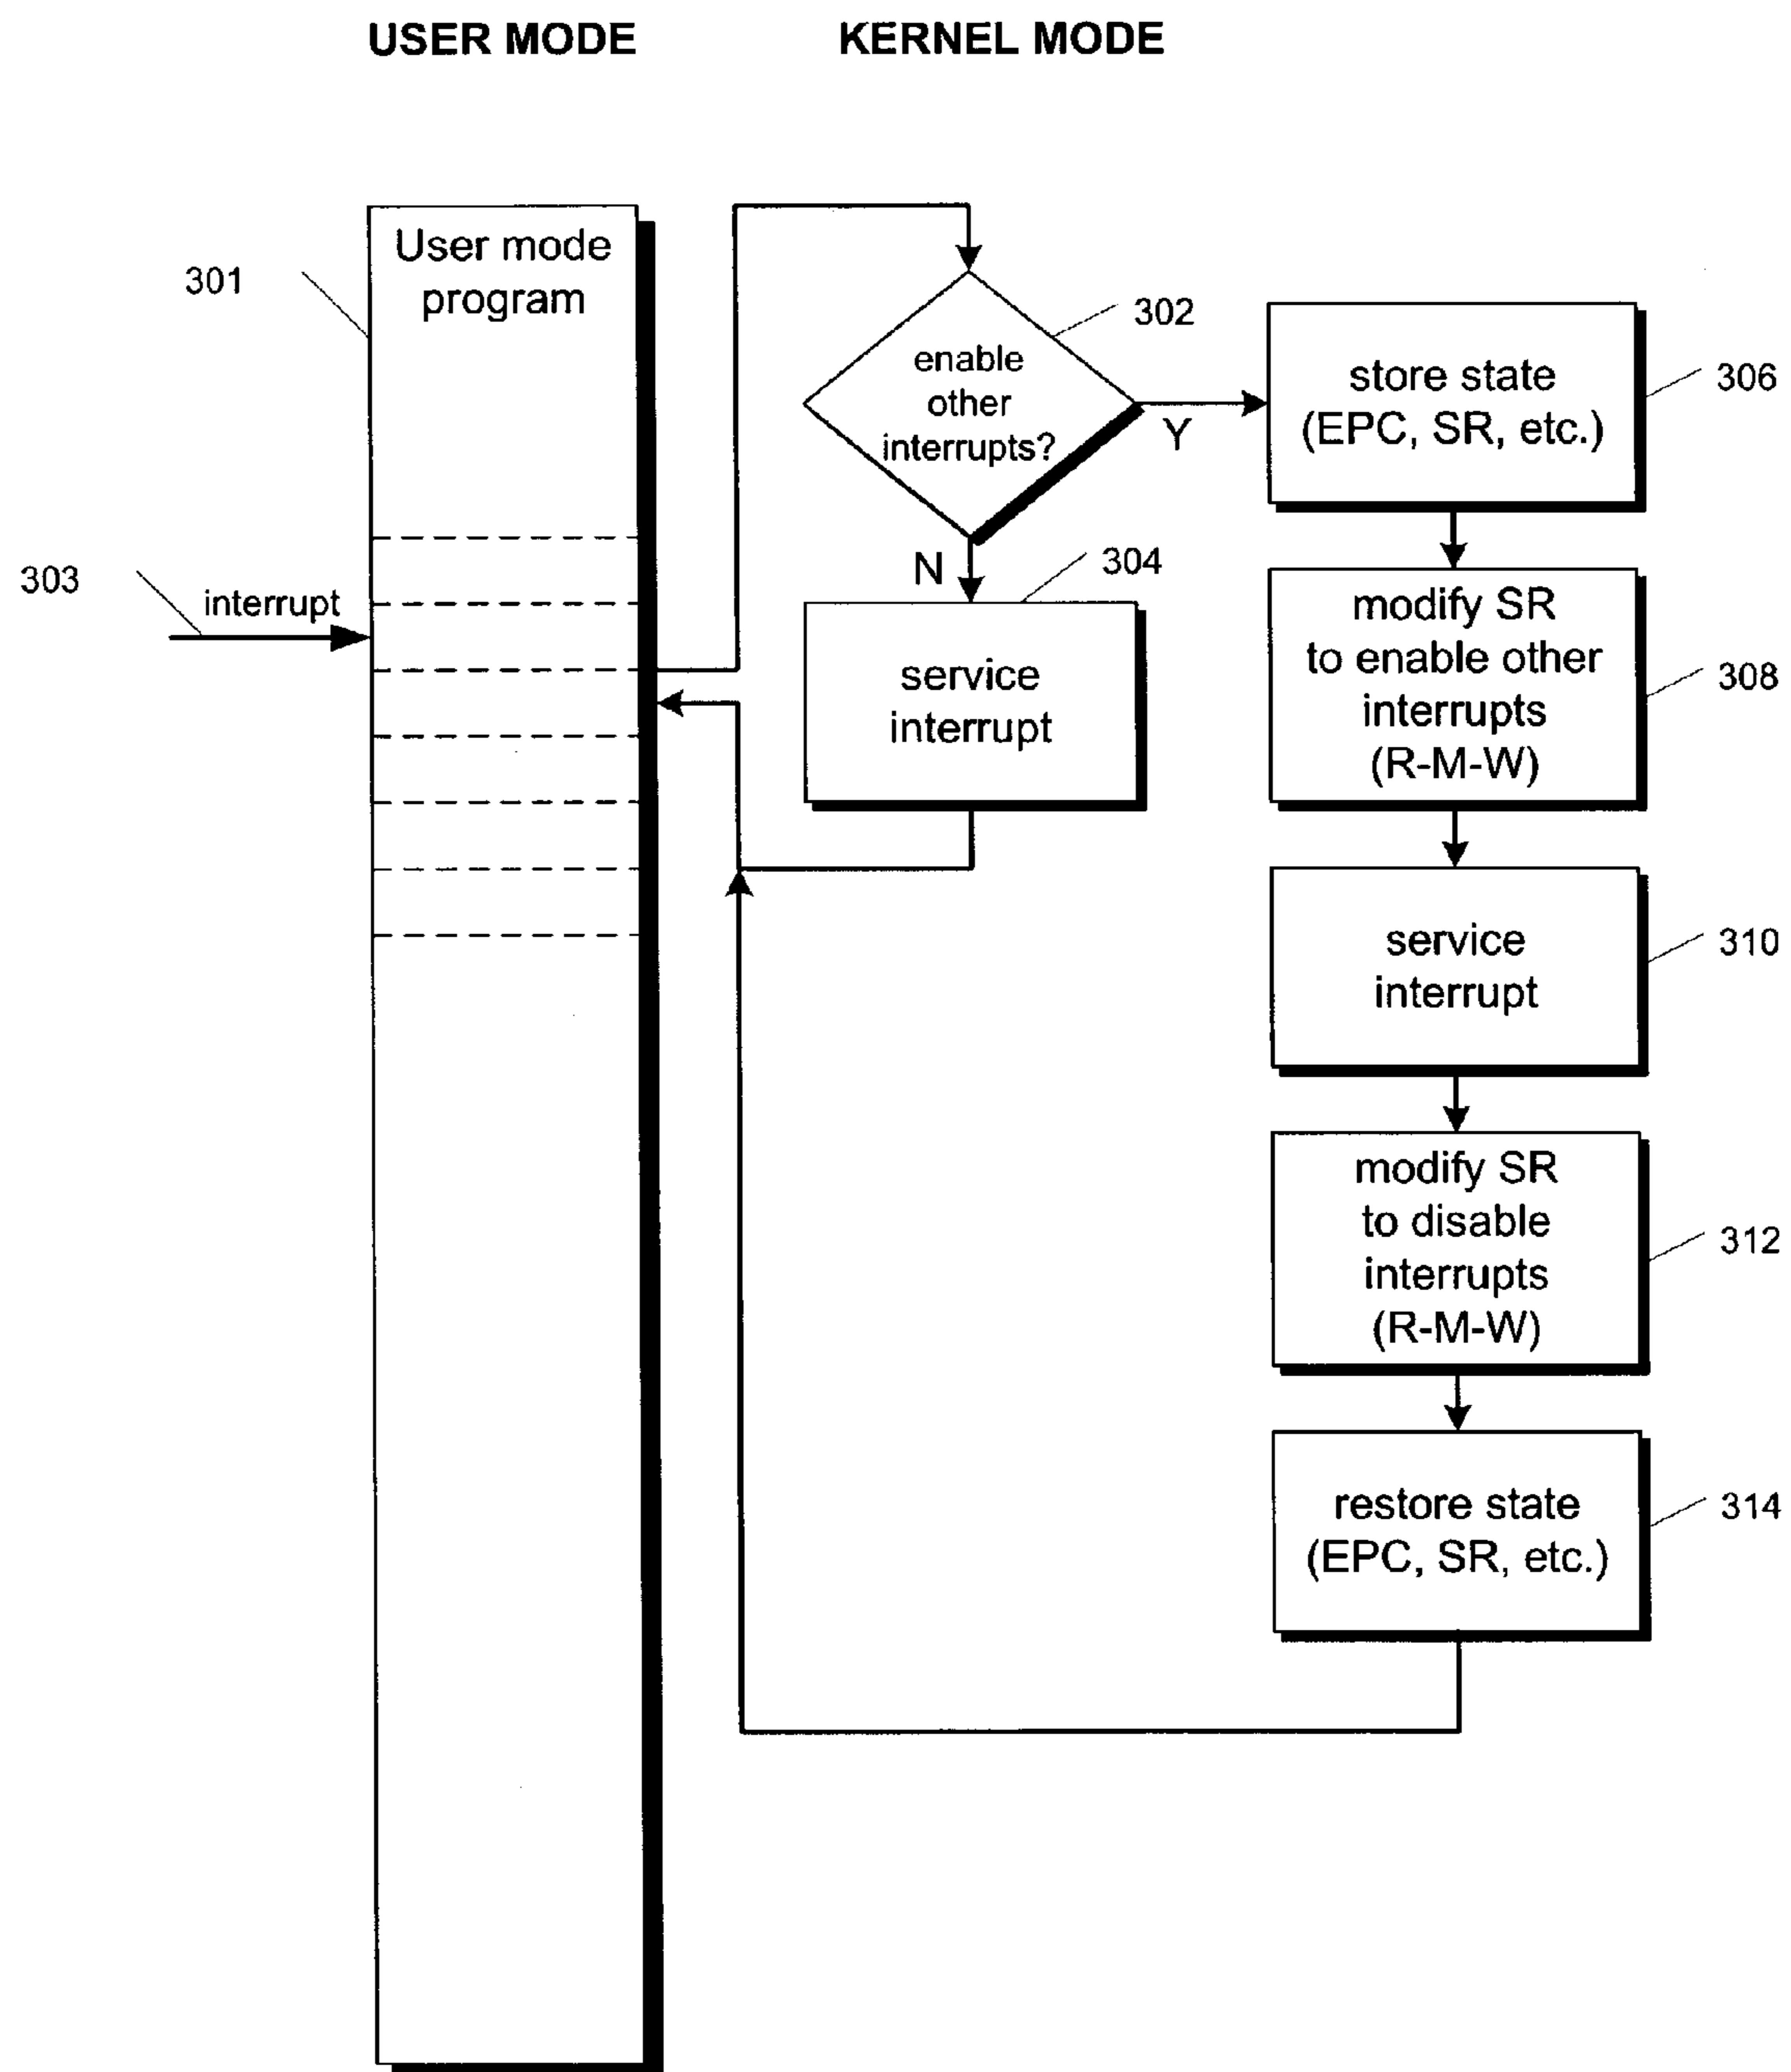 USER MODE
KERNEL MODE
User mode
program
301
302
enable
other
interrupts?
Y
N
store state
(EPC, SR, etc.)
306
303
interrupt
304
service
interrupt
modify SR
to enable other
interrupts
(R-M-W)
308
service
interrupt
310
modify SR
to disable
interrupts
(R-M-W)
312
restore state
(EPC, SR, etc.)
314